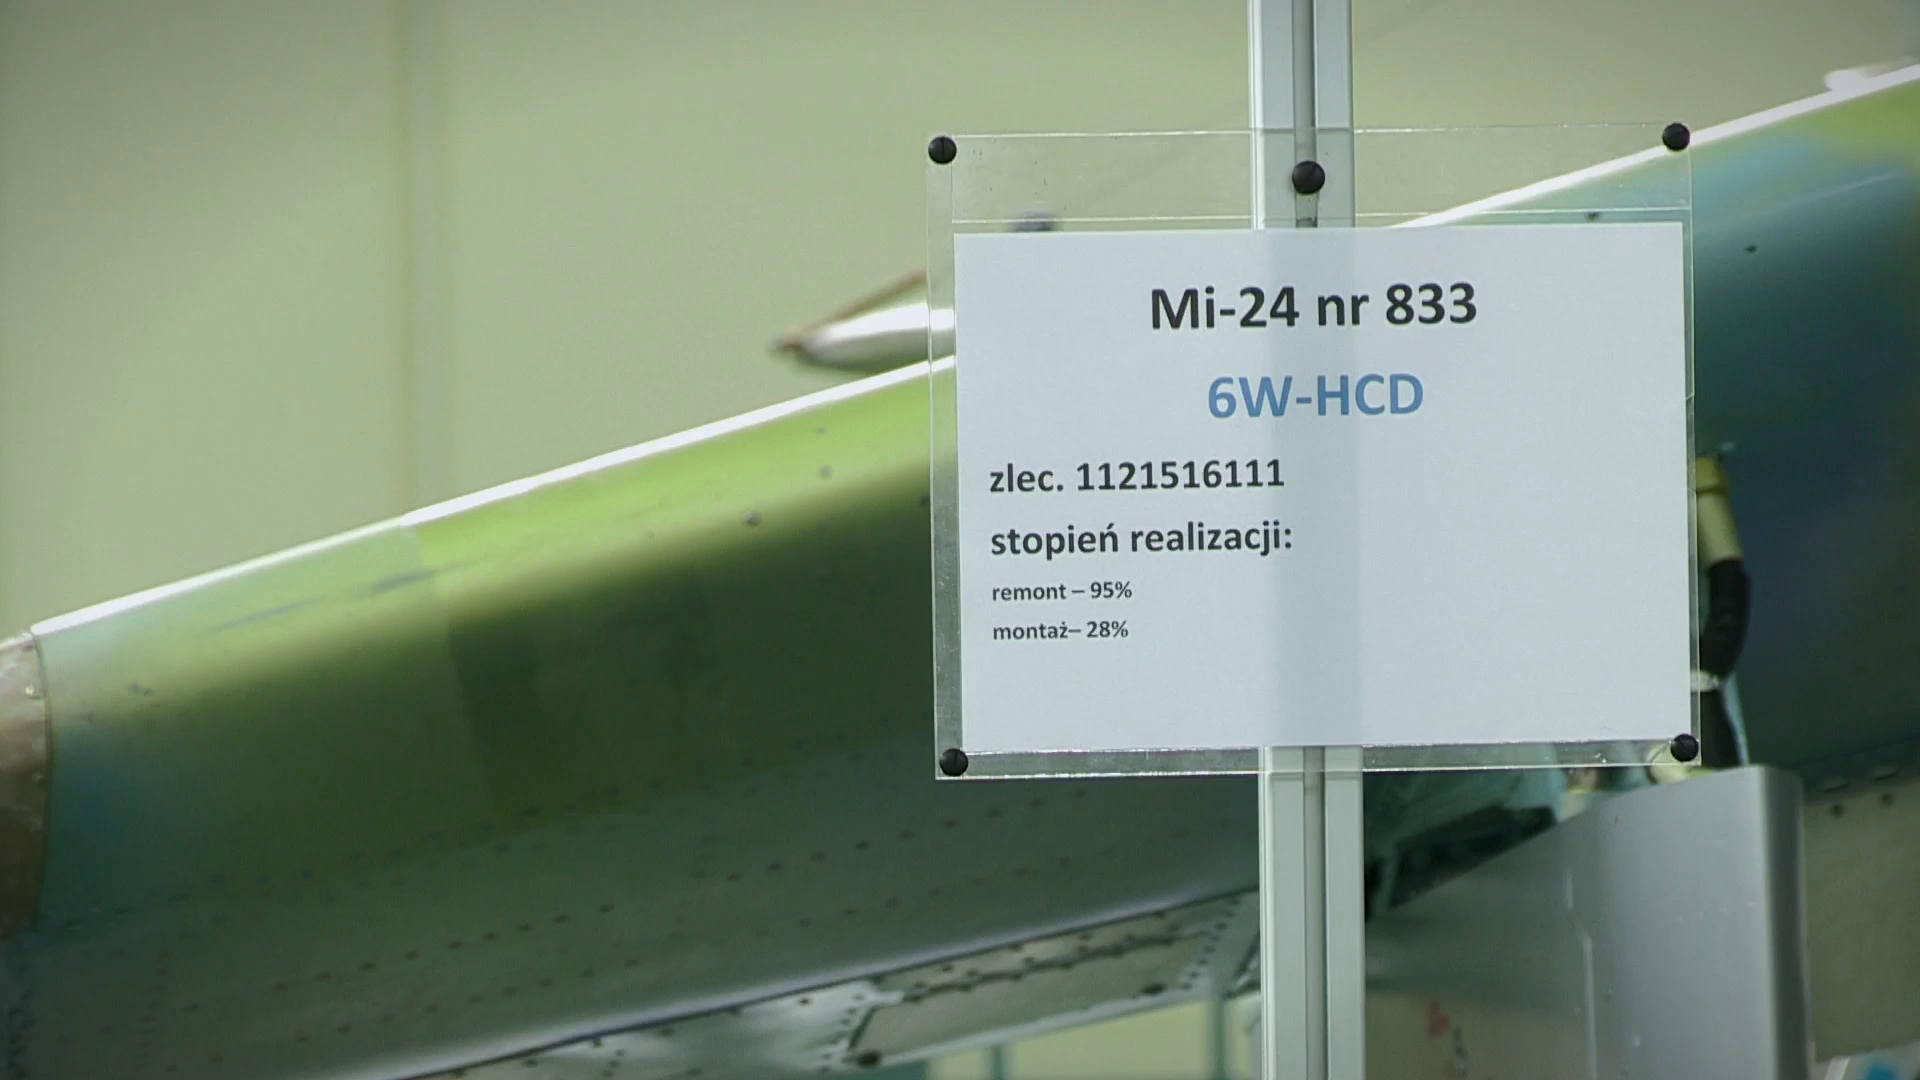 Mi-24 nr 833
6W-HCD
zlec. 1121516111
stopień realizacji:
remont – 95%
montaż– 28%